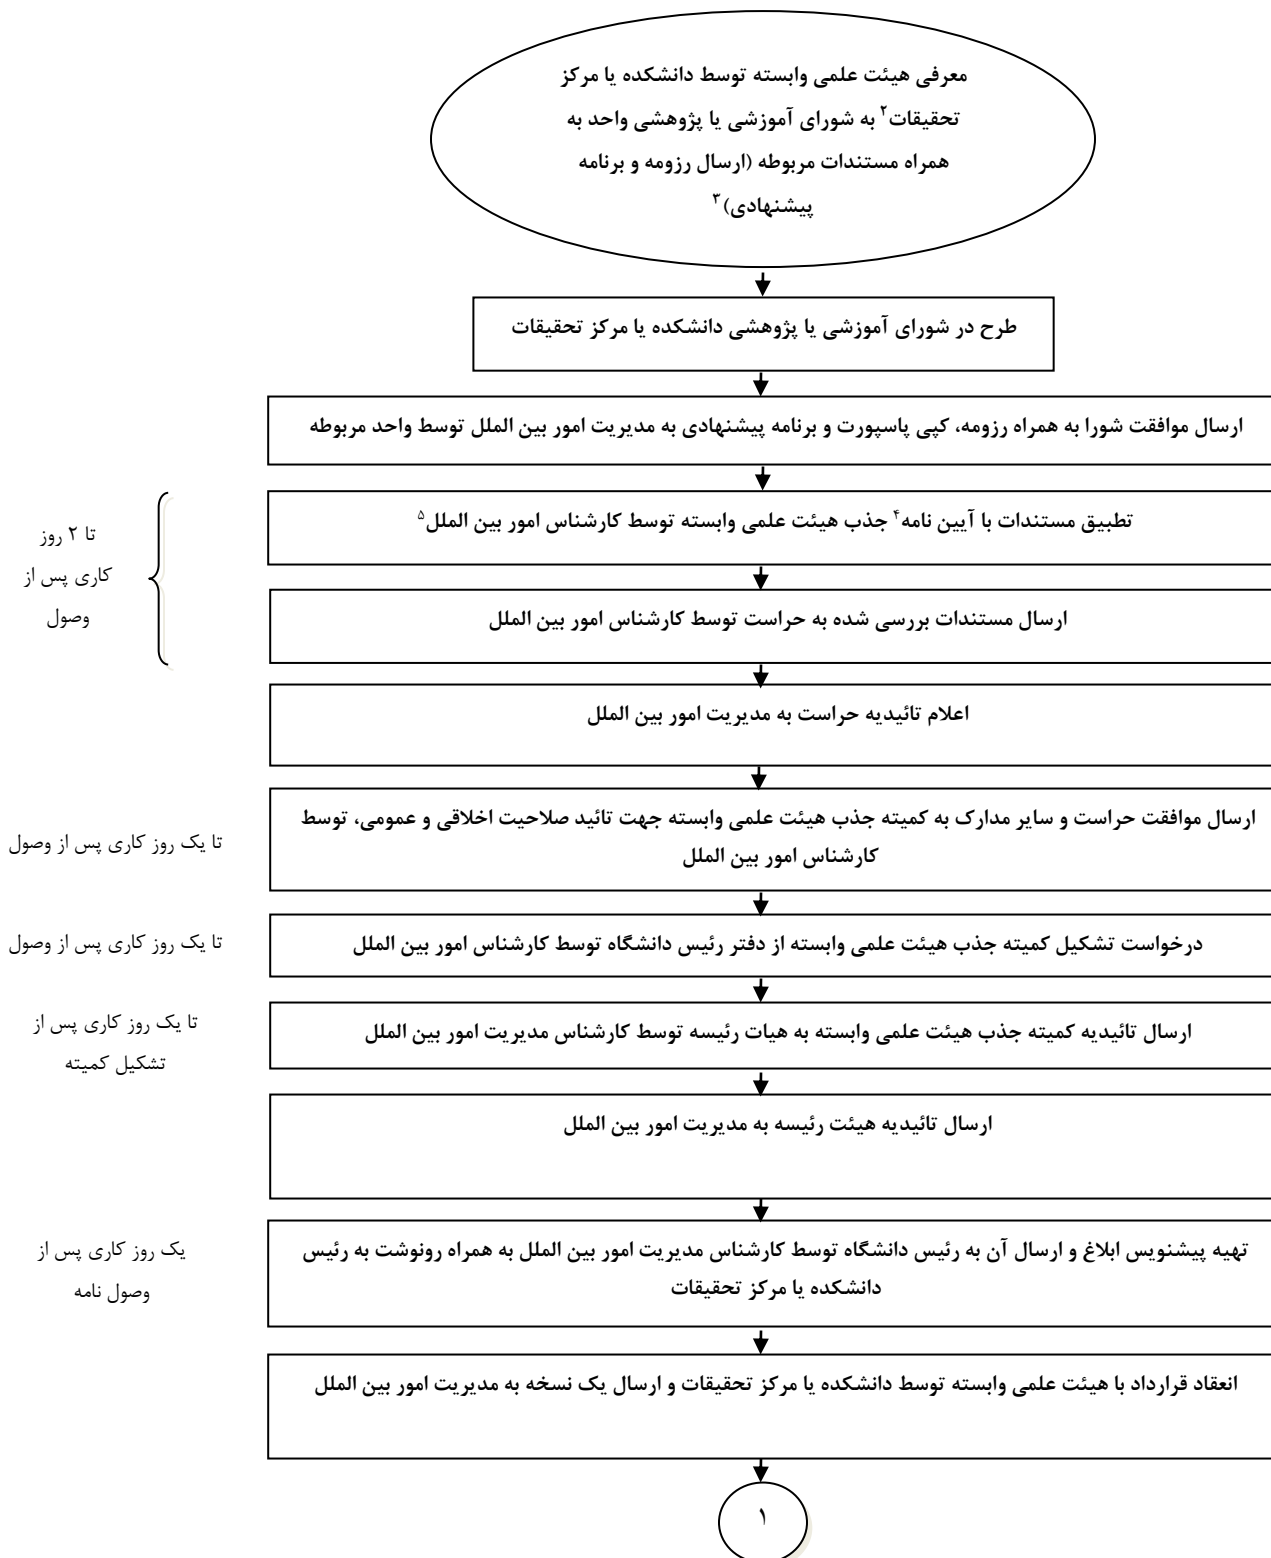 معرفی هیئت علمی وابسته توسط دانشکده یا مرکز
تحقیقات۲ به شورای آموزشی یا پژوهشی واحد به
همراه مستندات مربوطه (ارسال رزومه و برنامه
پیشنهادی)۳
طرح در شورای آموزشی یا پژوهشی دانشکده یا مرکز تحقیقات
ارسال موافقت شورا به همراه رزومه، کپی پاسپورت و برنامه پیشنهادی به مدیریت امور بین الملل توسط واحد مربوطه
تطبیق مستندات با آیین نامه۴ جذب هیئت علمی وابسته توسط کارشناس امور بین الملل۵
تا ۲ روز
کاری پس از
وصول
ارسال مستندات بررسی شده به حراست توسط کارشناس امور بین الملل
اعلام تائیدیه حراست به مدیریت امور بین الملل
ارسال موافقت حراست و سایر مدارک به کمیته جذب هیئت علمی وابسته جهت تائید صلاحیت اخلاقی و عمومی، توسط
کارشناس امور بین الملل
تا یک روز کاری پس از وصول
درخواست تشکیل کمیته جذب هیئت علمی وابسته از دفتر رئیس دانشگاه توسط کارشناس امور بین الملل
تا یک روز کاری پس از وصول
ارسال تائیدیه کمیته جذب هیئت علمی وابسته به هیات رئیسه توسط کارشناس مدیریت امور بین الملل
تا یک روز کاری پس از
تشکیل کمیته
ارسال تائیدیه هیئت رئیسه به مدیریت امور بین الملل
تهیه پیشنویس ابلاغ و ارسال آن به رئیس دانشگاه توسط کارشناس مدیریت امور بین الملل به همراه رونوشت به رئیس
دانشکده یا مرکز تحقیقات
یک روز کاری پس از
وصول نامه
انعقاد قرارداد با هیئت علمی وابسته توسط دانشکده یا مرکز تحقیقات و ارسال یک نسخه به مدیریت امور بین الملل
۱